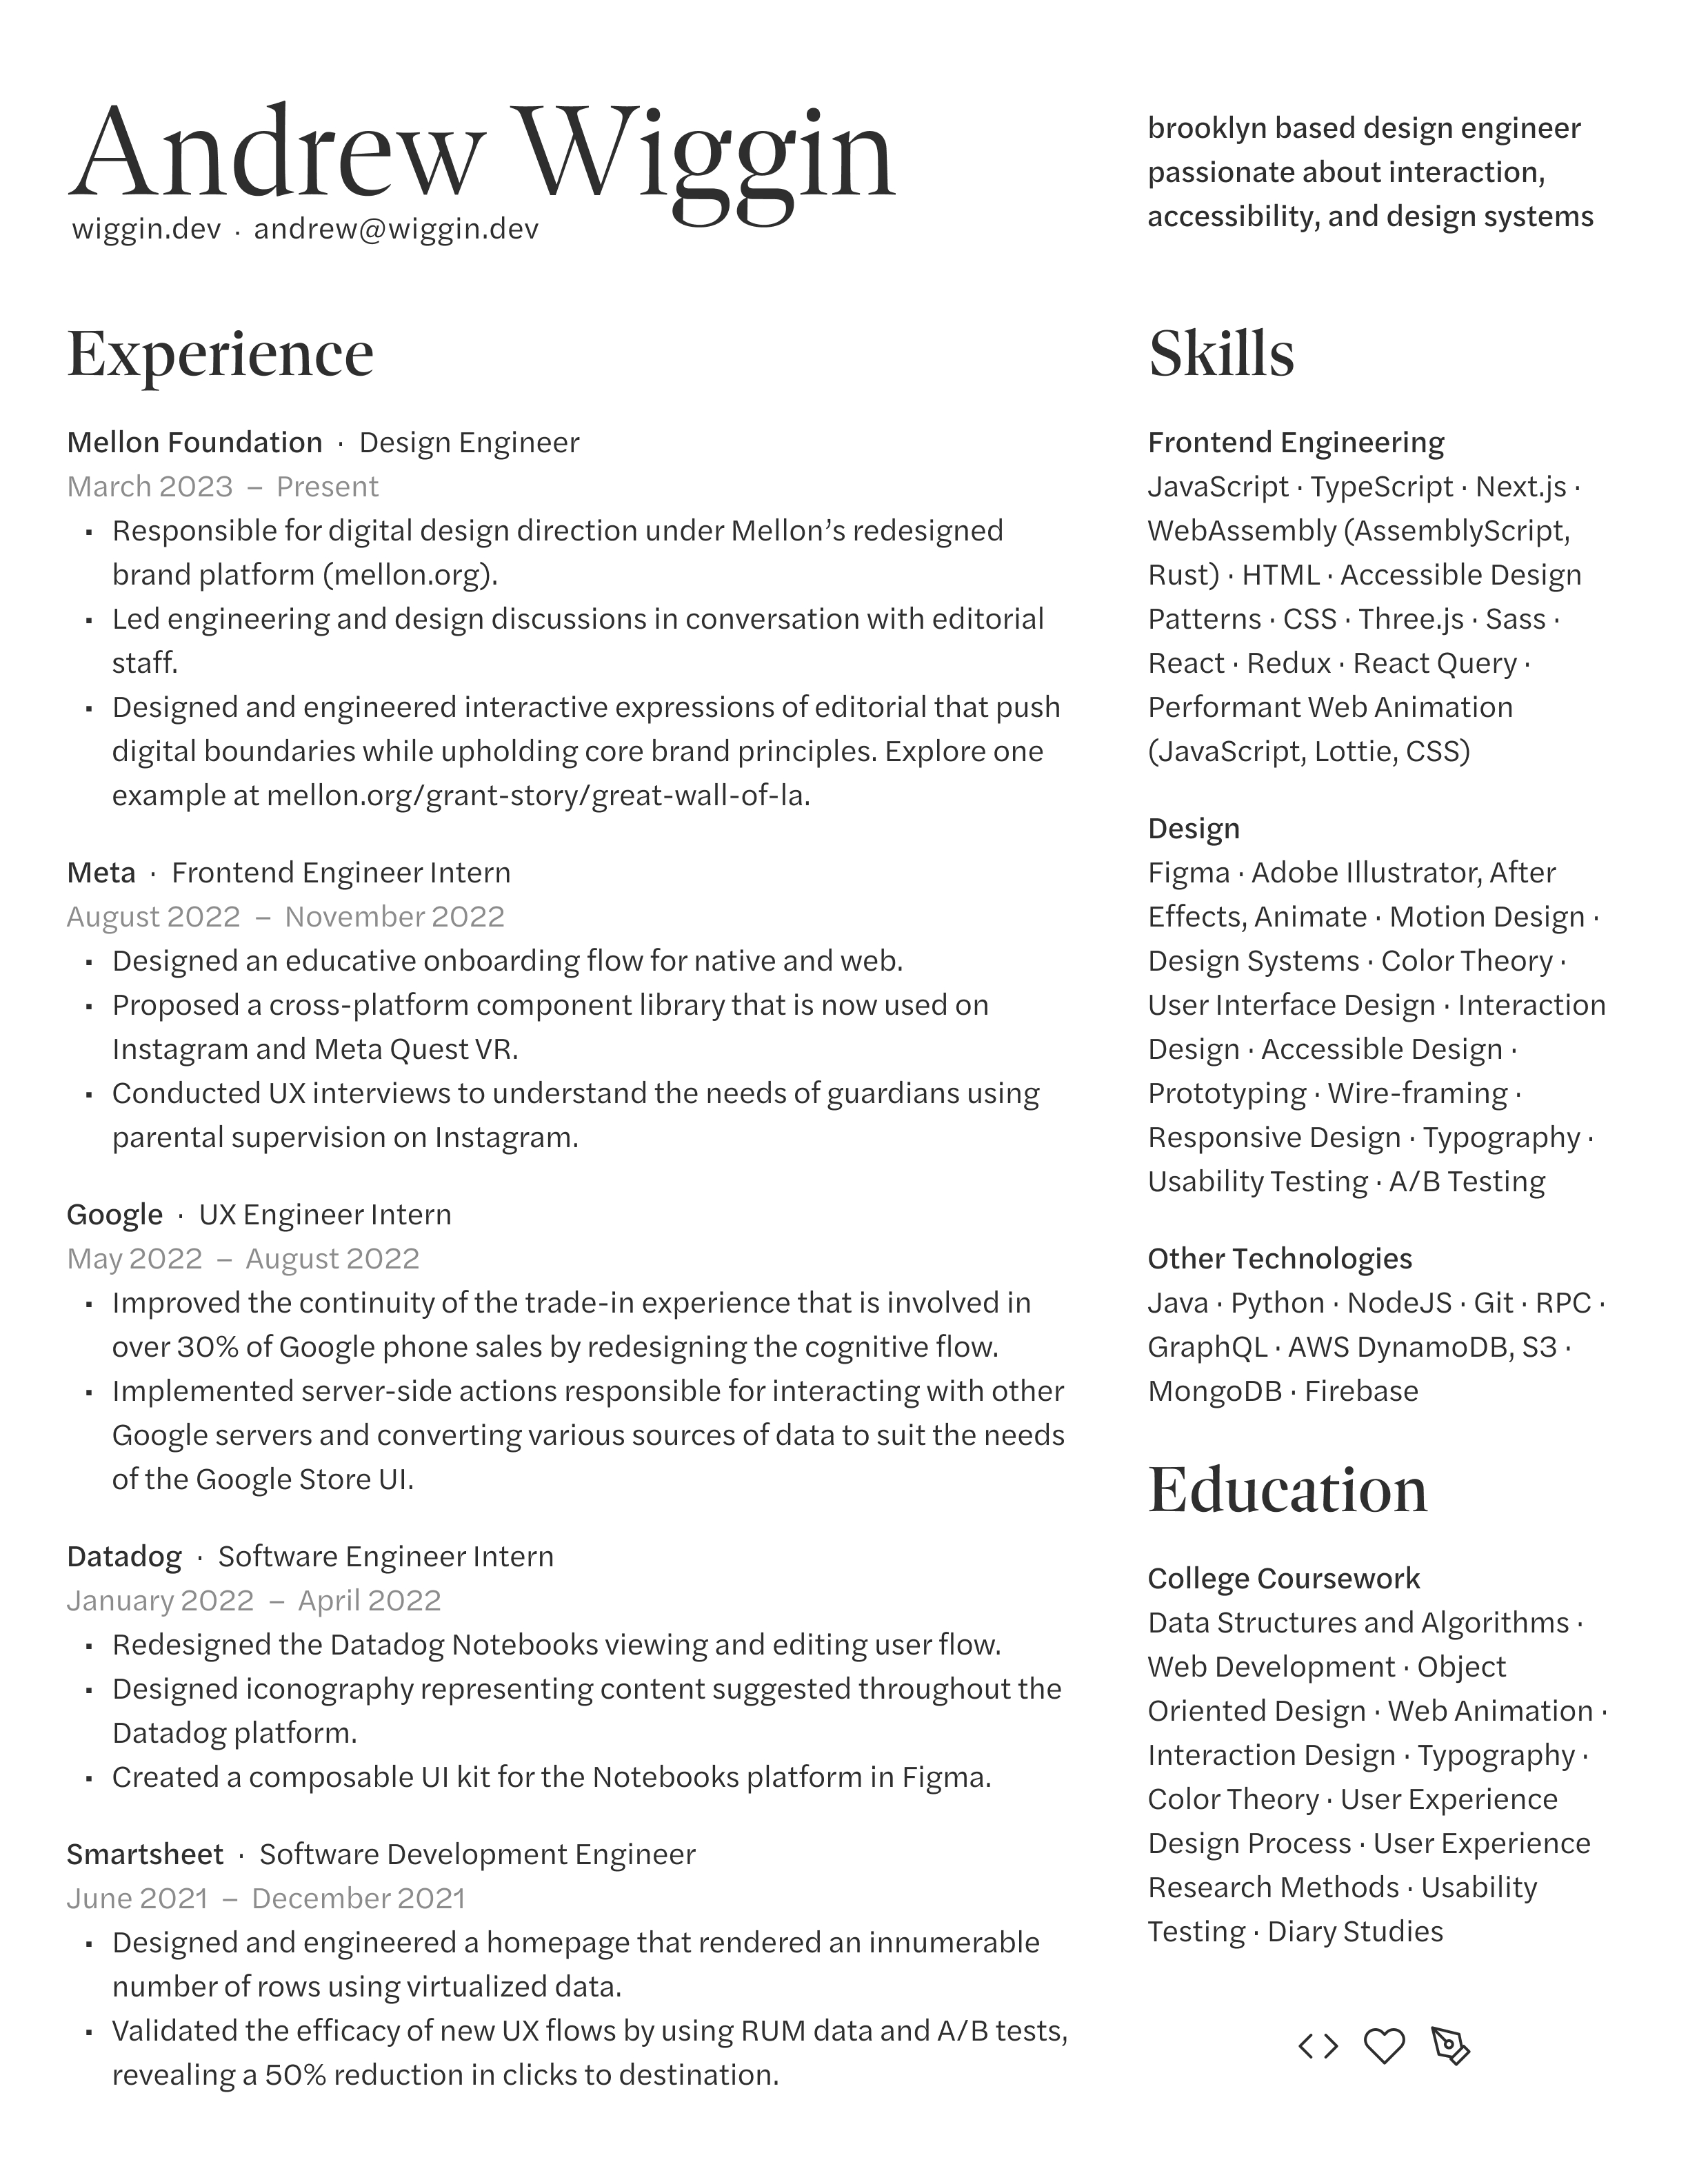 Andrew Wiggin
wiggin.dev · andrew@wiggin.dev
brooklyn based design engineer
passionate about interaction,
accessibility, and design systems
Experience
Mellon Foundation · Design Engineer
March 2023 – Present
▪ Responsible for digital design direction under Mellon’s redesigned
brand platform (mellon.org).
▪ Led engineering and design discussions in conversation with editorial
staff.
▪ Designed and engineered interactive expressions of editorial that push
digital boundaries while upholding core brand principles. Explore one
example at mellon.org/grant-story/great-wall-of-la.
Meta · Frontend Engineer Intern
August 2022 – November 2022
▪ Designed an educative onboarding flow for native and web.
▪ Proposed a cross-platform component library that is now used on
Instagram and Meta Quest VR.
▪ Conducted UX interviews to understand the needs of guardians using
parental supervision on Instagram.
Google · UX Engineer Intern
May 2022 – August 2022
▪ Improved the continuity of the trade-in experience that is involved in
over 30% of Google phone sales by redesigning the cognitive flow.
▪ Implemented server-side actions responsible for interacting with other
Google servers and converting various sources of data to suit the needs
of the Google Store UI.
Datadog · Software Engineer Intern
January 2022 – April 2022
▪ Redesigned the Datadog Notebooks viewing and editing user flow.
▪ Designed iconography representing content suggested throughout the
Datadog platform.
▪ Created a composable UI kit for the Notebooks platform in Figma.
Smartsheet · Software Development Engineer
June 2021 – December 2021
▪ Designed and engineered a homepage that rendered an innumerable
number of rows using virtualized data.
▪ Validated the efficacy of new UX flows by using RUM data and A/B tests,
revealing a 50% reduction in clicks to destination.
Skills
Frontend Engineering
JavaScript · TypeScript · Next.js ·
WebAssembly (AssemblyScript,
Rust) · HTML · Accessible Design
Patterns · CSS · Three.js · Sass ·
React · Redux · React Query ·
Performant Web Animation
(JavaScript, Lottie, CSS)
Design
Figma · Adobe Illustrator, After
Effects, Animate · Motion Design ·
Design Systems · Color Theory ·
User Interface Design · Interaction
Design · Accessible Design ·
Prototyping · Wire-framing ·
Responsive Design · Typography ·
Usability Testing · A/B Testing
Other Technologies
Java · Python · NodeJS · Git · RPC ·
GraphQL · AWS DynamoDB, S3 ·
MongoDB · Firebase
Education
College Coursework
Data Structures and Algorithms ·
Web Development · Object
Oriented Design · Web Animation ·
Interaction Design · Typography ·
Color Theory · User Experience
Design Process · User Experience
Research Methods · Usability
Testing · Diary Studies